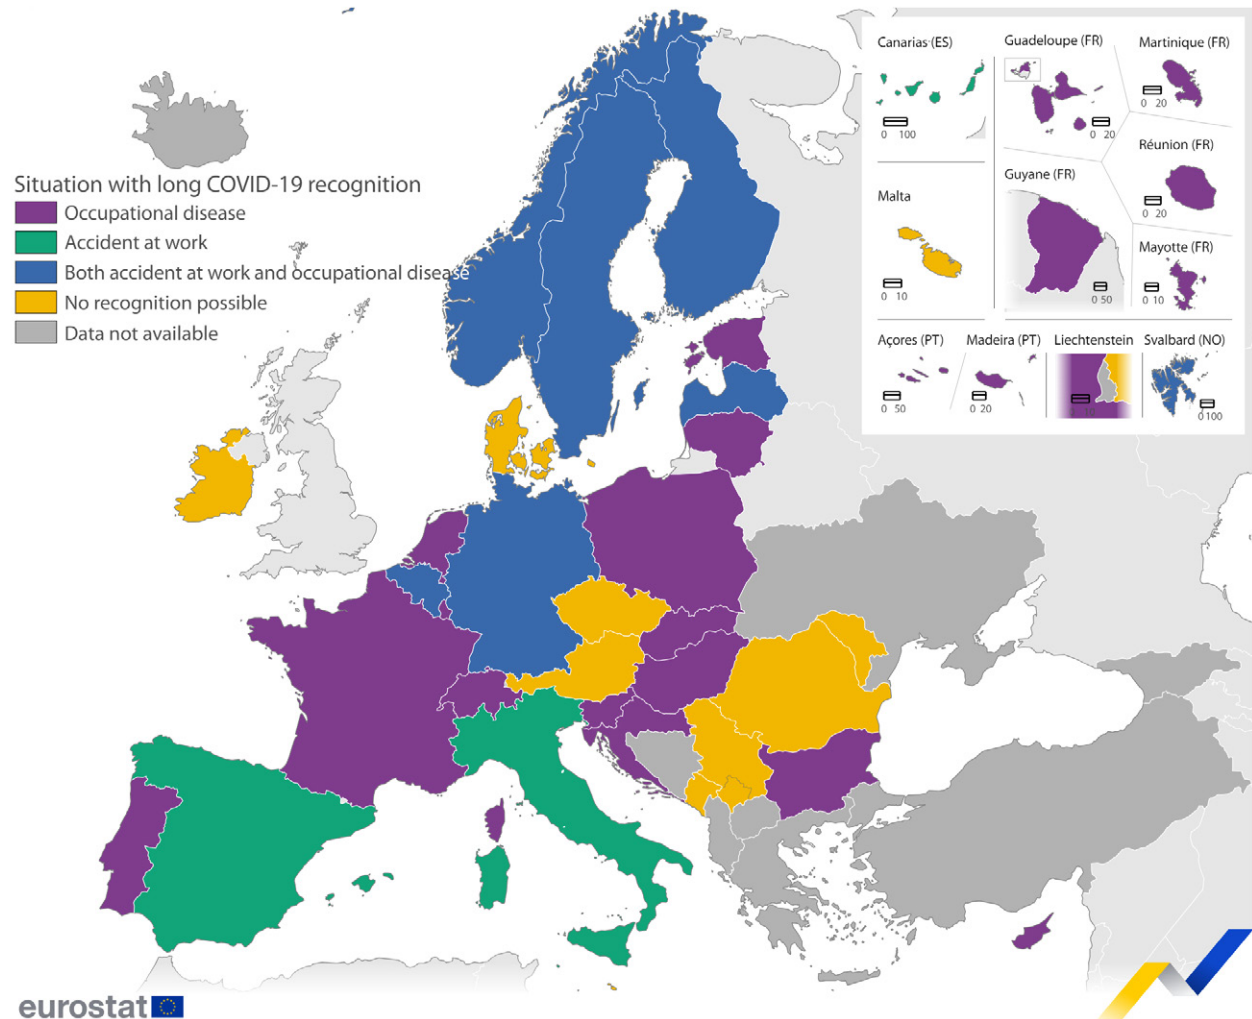 Canarias (ES)
0 100
Guadeloupe (FR)
0 20
Martinique (FR)
0 20
Réunion (FR)
0 20
Malta
0 10
Guyane (FR)
0 50
Mayotte (FR)
0 10
Açores (PT)
0 50
Madeira (PT)
0 20
Liechtenstein
Svalbard (NO)
0 100
Situation with long COVID-19 recognition
Occupational disease
Accident at work
Both accident at work and occupational disease
No recognition possible
Data not available
eurostat